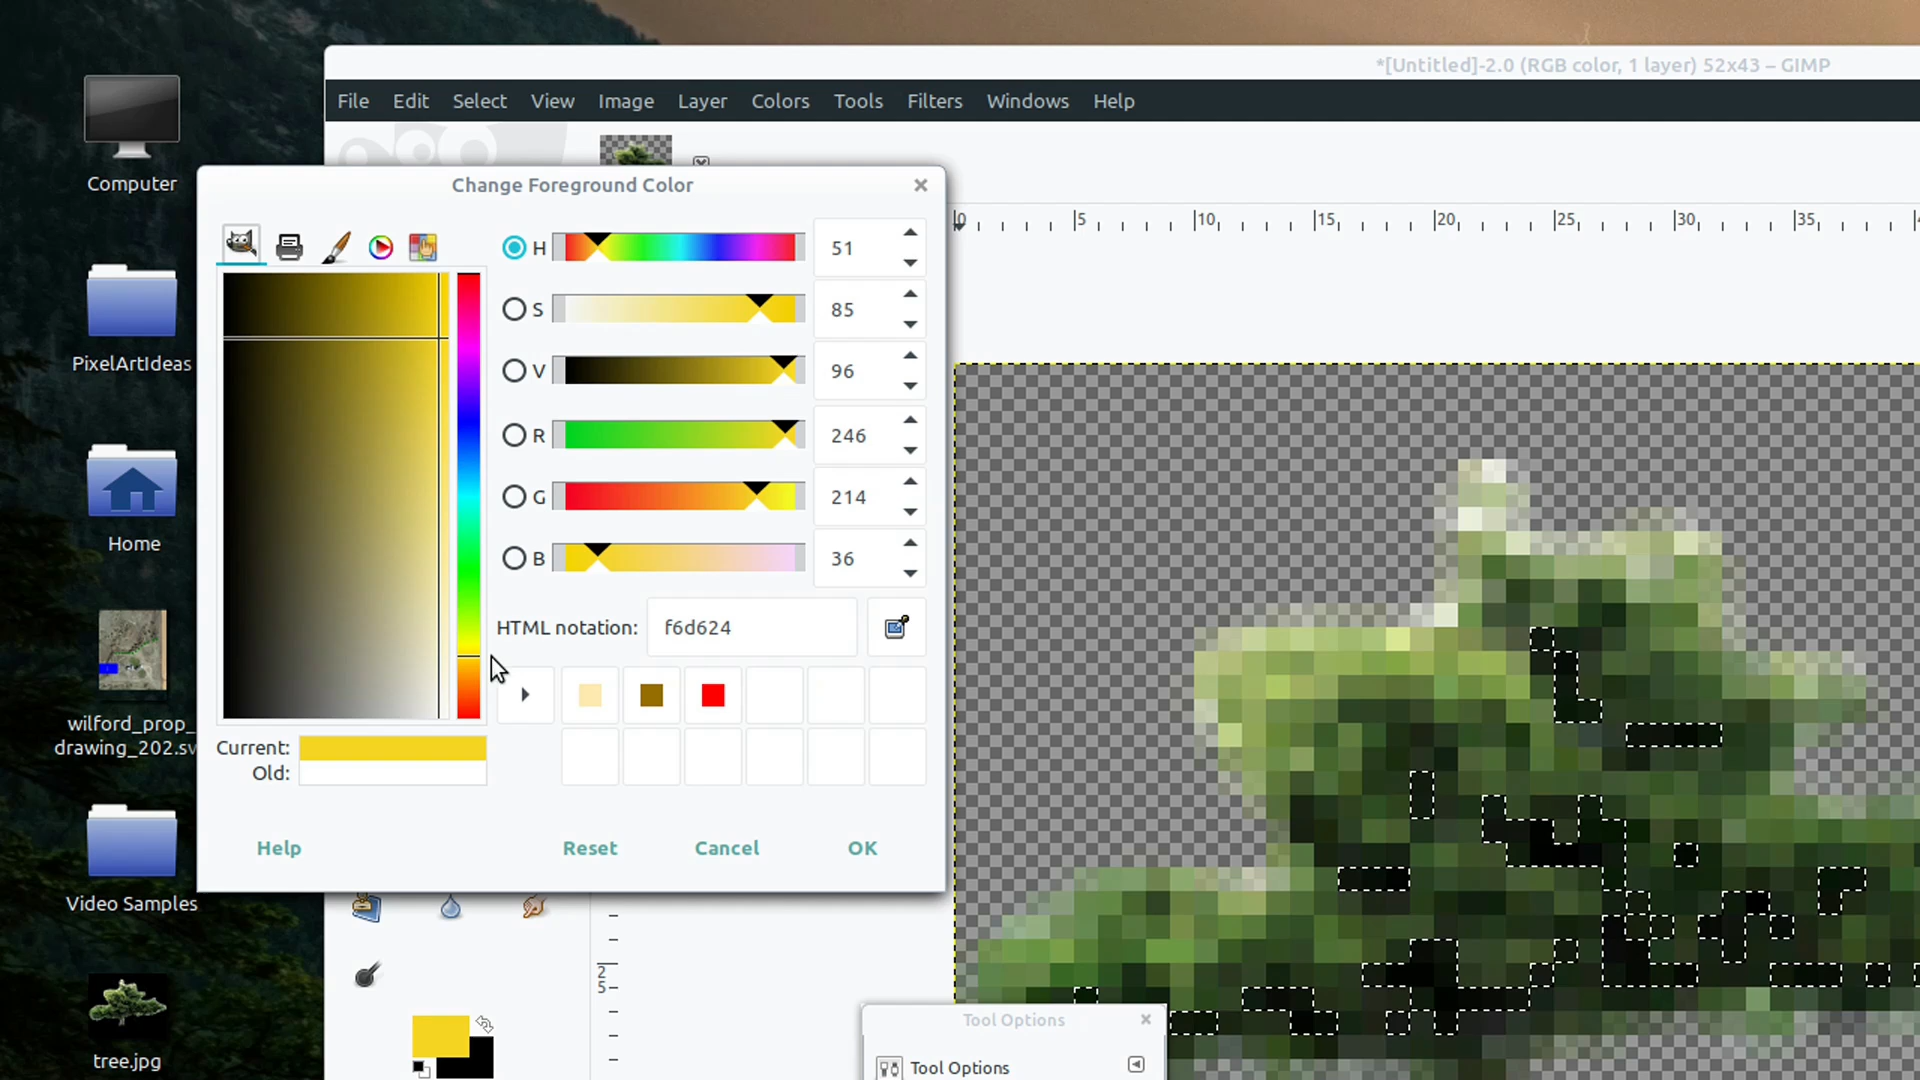 *[Untitled]-2.0 (RGB color, 1 layer) 52x43 – GIMP
File Edit Select View Image Layer Colors Tools Filters Windows Help
Computer
PixelArtIdeas
Home
wilford_prop_
drawing_202.sv
Video Samples
tree.jpg
Change Foreground Color
H 51
S 85
V 96
R 246
G 214
B 36
HTML notation: f6d624
Current:
Old:
Help Reset Cancel OK
0 5 10 15 20 25 30 35
2
5
Tool Options
Tool Options